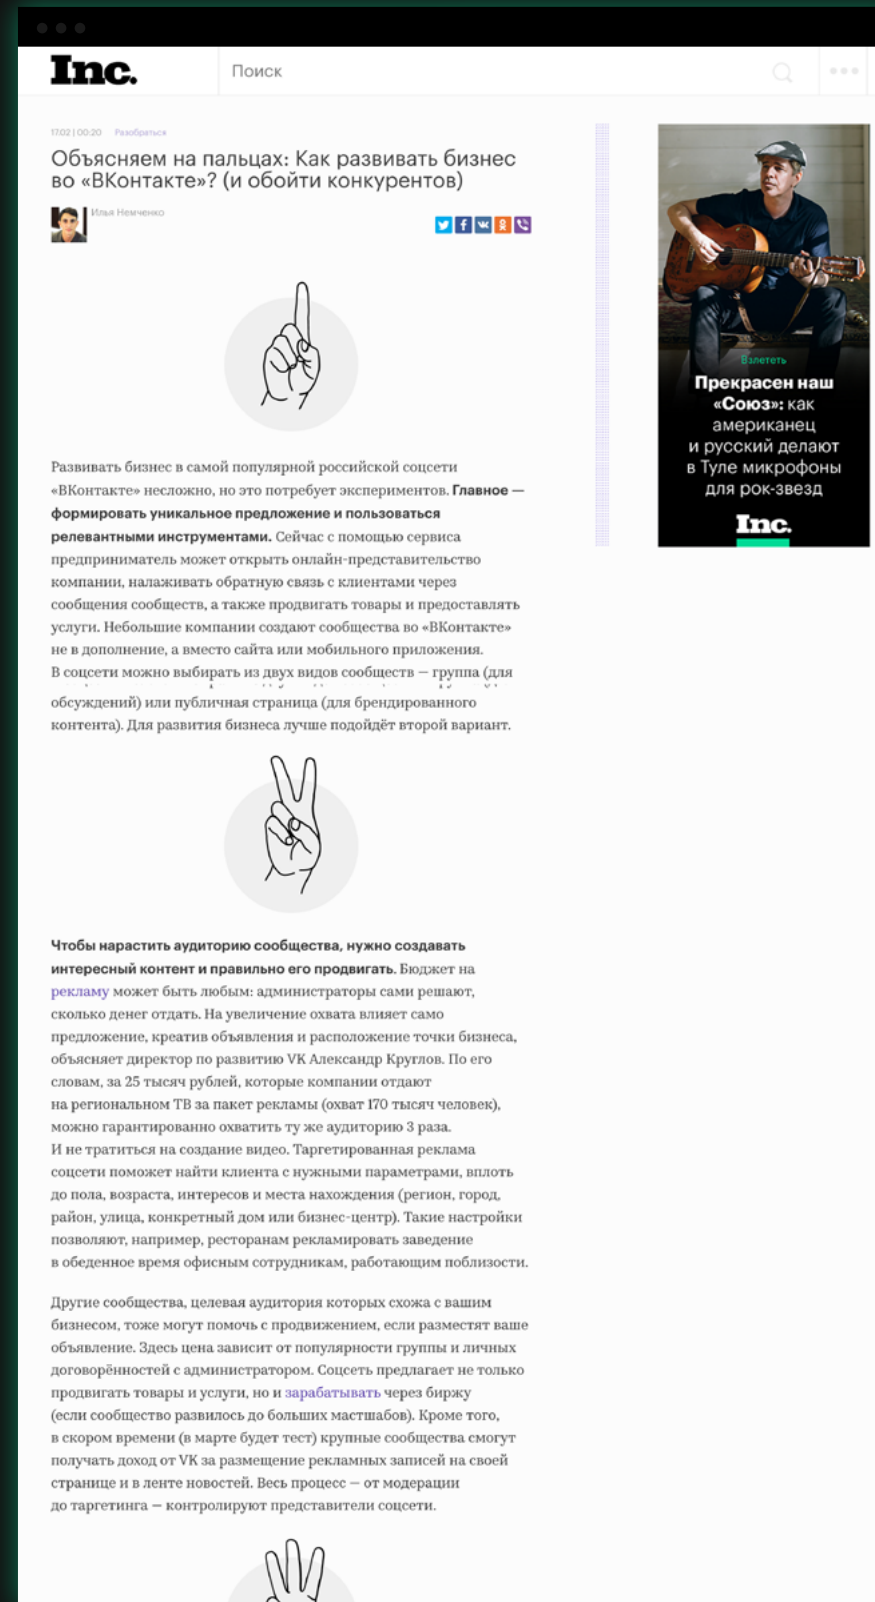 Inc.
Поиск
17.02 | 00:20 Разобраться
Объясняем на пальцах: Как развивать бизнес
во «ВКонтакте»? (и обойти конкурентов)
Илья Немченко
Развивать бизнес в самой популярной российской соцсети
«ВКонтакте» несложно, но это потребует экспериментов. Главное —
формировать уникальное предложение и пользоваться
релевантными инструментами. Сейчас с помощью сервиса
предприниматель может открыть онлайн-представительство
компании, налаживать обратную связь с клиентами через
сообщения сообществ, а также продвигать товары и предоставлять
услуги. Небольшие компании создают сообщества во «ВКонтакте»
не в дополнение, а вместо сайта или мобильного приложения.
В соцсети можно выбирать из двух видов сообществ — группа (для
обсуждений) или публичная страница (для брендированного
контента). Для развития бизнеса лучше подойдёт второй вариант.
Чтобы нарастить аудиторию сообщества, нужно создавать
интересный контент и правильно его продвигать. Бюджет на
рекламу может быть любым: администраторы сами решают,
сколько денег отдать. На увеличение охвата влияет само
предложение, креатив объявления и расположение точки бизнеса,
объясняет директор по развитию VK Александр Круглов. По его
словам, за 25 тысяч рублей, которые компании отдают
на региональном ТВ за пакет рекламы (охват 170 тысяч человек),
можно гарантированно охватить ту же аудиторию 3 раза.
И не тратиться на создание видео. Таргетированная реклама
соцсети поможет найти клиента с нужными параметрами, вплоть
до пола, возраста, интересов и места нахождения (регион, город,
район, улица, конкретный дом или бизнес-центр). Такие настройки
позволяют, например, ресторанам рекламировать заведение
в обеденное время офисным сотрудникам, работающим поблизости.
Другие сообщества, целевая аудитория которых схожа с вашим
бизнесом, тоже могут помочь с продвижением, если разместят ваше
объявление. Здесь цена зависит от популярности группы и личных
договорённостей с администратором. Соцсеть предлагает не только
продвигать товары и услуги, но и зарабатывать через биржу
(если сообщество развилось до больших мастшабов). Кроме того,
в скором времени (в марте будет тест) крупные сообщества смогут
получать доход от VK за размещение рекламных записей на своей
странице и в ленте новостей. Весь процесс — от модерации
до таргетинга — контролируют представители соцсети.
Взлететь
Прекрасен наш
«Союз»: как
американец
и русский делают
в Туле микрофоны
для рок-звезд
Inc.